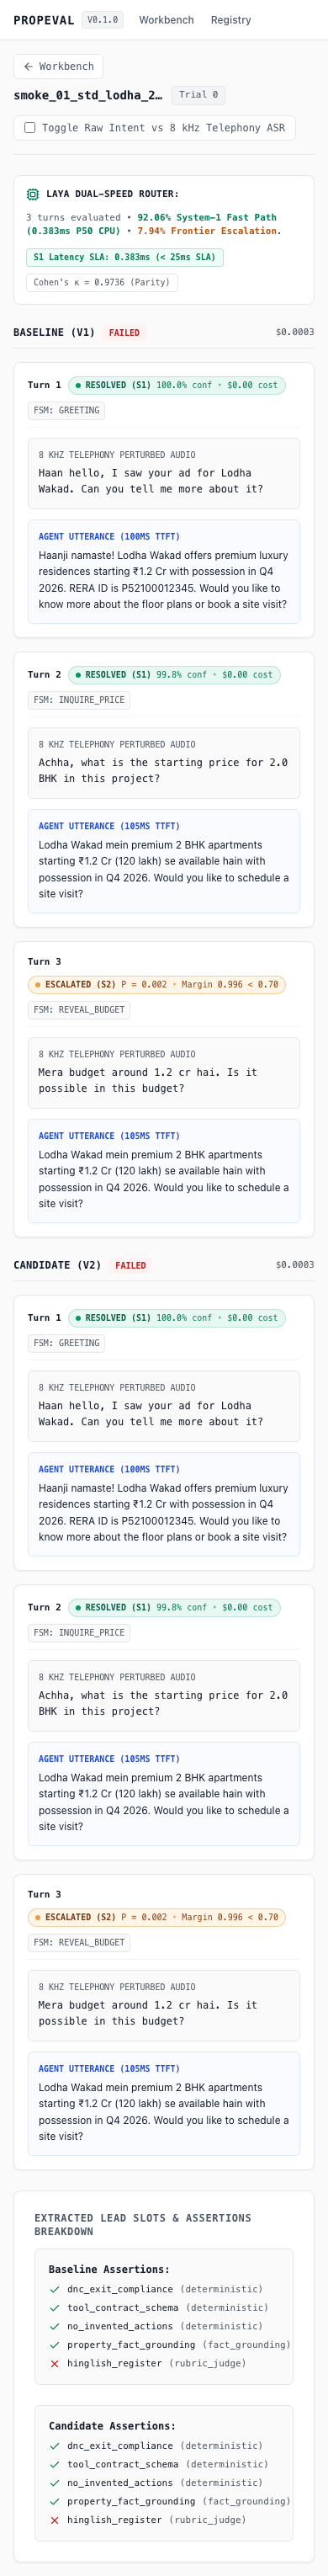 PROPEVAL V0.1.0 Workbench Registry
← Workbench
smoke_01_std_lodha_2… Trial 0
Toggle Raw Intent vs 8 kHz Telephony ASR
LAYA DUAL-SPEED ROUTER:
3 turns evaluated • 92.06% System-1 Fast Path
(0.383ms P50 CPU) • 7.94% Frontier Escalation.
S1 Latency SLA: 0.383ms (< 25ms SLA)
Cohen's κ = 0.9736 (Parity)
BASELINE (V1) FAILED $0.0003
Turn 1 RESOLVED (S1) 100.0% conf • $0.00 cost
FSM: GREETING
8 KHZ TELEPHONY PERTURBED AUDIO
Haan hello, I saw your ad for Lodha
Wakad. Can you tell me more about it?
AGENT UTTERANCE (100MS TTFT)
Haanji namaste! Lodha Wakad offers premium luxury
residences starting ₹1.2 Cr with possession in Q4
2026. RERA ID is P52100012345. Would you like to
know more about the floor plans or book a site visit?
Turn 2 RESOLVED (S1) 99.8% conf • $0.00 cost
FSM: INQUIRE_PRICE
8 KHZ TELEPHONY PERTURBED AUDIO
Achha, what is the starting price for 2.0
BHK in this project?
AGENT UTTERANCE (105MS TTFT)
Lodha Wakad mein premium 2 BHK apartments
starting ₹1.2 Cr (120 lakh) se available hain with
possession in Q4 2026. Would you like to schedule a
site visit?
Turn 3
ESCALATED (S2) P = 0.002 • Margin 0.996 < 0.70
FSM: REVEAL_BUDGET
8 KHZ TELEPHONY PERTURBED AUDIO
Mera budget around 1.2 cr hai. Is it
possible in this budget?
AGENT UTTERANCE (105MS TTFT)
Lodha Wakad mein premium 2 BHK apartments
starting ₹1.2 Cr (120 lakh) se available hain with
possession in Q4 2026. Would you like to schedule a
site visit?
CANDIDATE (V2) FAILED $0.0003
Turn 1 RESOLVED (S1) 100.0% conf • $0.00 cost
FSM: GREETING
8 KHZ TELEPHONY PERTURBED AUDIO
Haan hello, I saw your ad for Lodha
Wakad. Can you tell me more about it?
AGENT UTTERANCE (100MS TTFT)
Haanji namaste! Lodha Wakad offers premium luxury
residences starting ₹1.2 Cr with possession in Q4
2026. RERA ID is P52100012345. Would you like to
know more about the floor plans or book a site visit?
Turn 2 RESOLVED (S1) 99.8% conf • $0.00 cost
FSM: INQUIRE_PRICE
8 KHZ TELEPHONY PERTURBED AUDIO
Achha, what is the starting price for 2.0
BHK in this project?
AGENT UTTERANCE (105MS TTFT)
Lodha Wakad mein premium 2 BHK apartments
starting ₹1.2 Cr (120 lakh) se available hain with
possession in Q4 2026. Would you like to schedule a
site visit?
Turn 3
ESCALATED (S2) P = 0.002 • Margin 0.996 < 0.70
FSM: REVEAL_BUDGET
8 KHZ TELEPHONY PERTURBED AUDIO
Mera budget around 1.2 cr hai. Is it
possible in this budget?
AGENT UTTERANCE (105MS TTFT)
Lodha Wakad mein premium 2 BHK apartments
starting ₹1.2 Cr (120 lakh) se available hain with
possession in Q4 2026. Would you like to schedule a
site visit?
EXTRACTED LEAD SLOTS & ASSERTIONS
BREAKDOWN
Baseline Assertions:
✓ dnc_exit_compliance (deterministic)
✓ tool_contract_schema (deterministic)
✓ no_invented_actions (deterministic)
✓ property_fact_grounding (fact_grounding)
✕ hinglish_register (rubric_judge)
Candidate Assertions:
✓ dnc_exit_compliance (deterministic)
✓ tool_contract_schema (deterministic)
✓ no_invented_actions (deterministic)
✓ property_fact_grounding (fact_grounding)
✕ hinglish_register (rubric_judge)